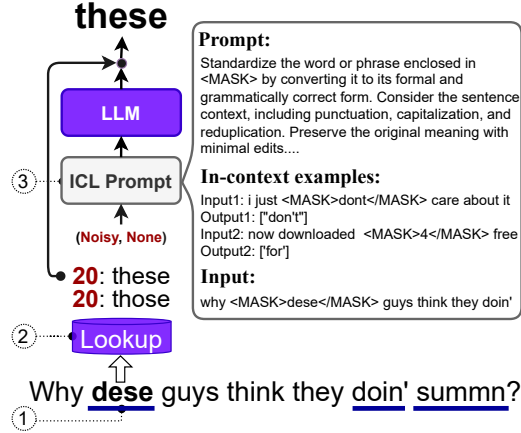 these
LLM
3
ICL Prompt
(Noisy, None)
20: these
20: those
2
Lookup
Why dese guys think they doin' summn?
1
Prompt:
Standardize the word or phrase enclosed in
<MASK> by converting it to its formal and
grammatically correct form. Consider the sentence
context, including punctuation, capitalization, and
reduplication. Preserve the original meaning with
minimal edits....
In-context examples:
Input1: i just <MASK>dont</MASK> care about it
Output1: ["don't"]
Input2: now downloaded <MASK>4</MASK> free
Output2: ['for']
Input:
why <MASK>dese</MASK> guys think they doin'